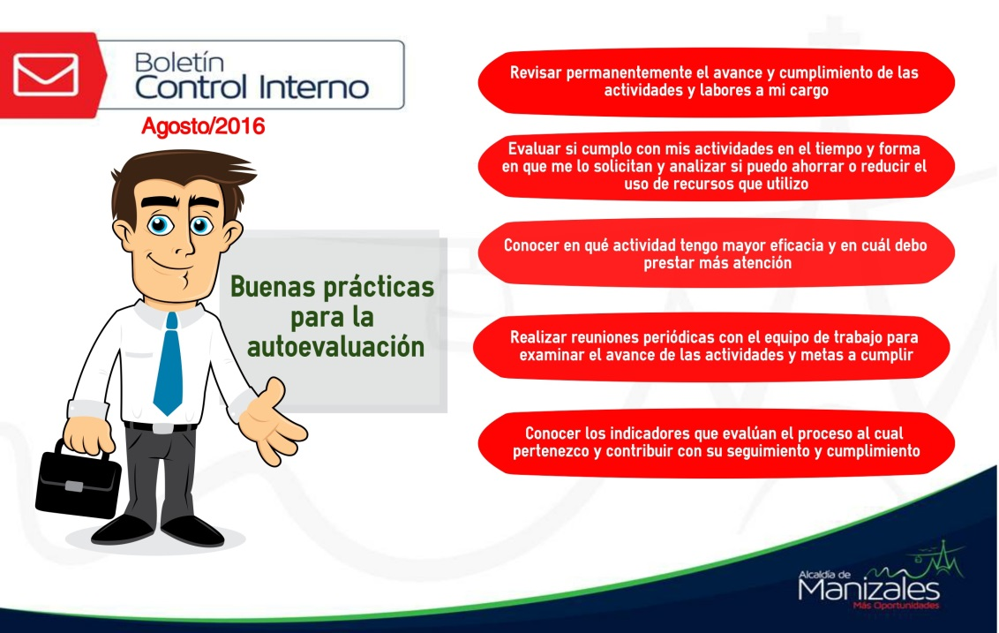 Boletín
Control Interno
Agosto/2016
Buenas prácticas
para la
autoevaluación
Revisar permanentemente el avance y cumplimiento de las
actividades y labores a mi cargo
Evaluar si cumplo con mis actividades en el tiempo y forma
en que me lo solicitan y analizar si puedo ahorrar o reducir el
uso de recursos que utilizo
Conocer en qué actividad tengo mayor eficacia y en cuál debo
prestar más atención
Realizar reuniones periódicas con el equipo de trabajo para
examinar el avance de las actividades y metas a cumplir
Conocer los indicadores que evalúan el proceso al cual
pertenezco y contribuir con su seguimiento y cumplimiento
Alcaldía de
Manizales
Más Oportunidades